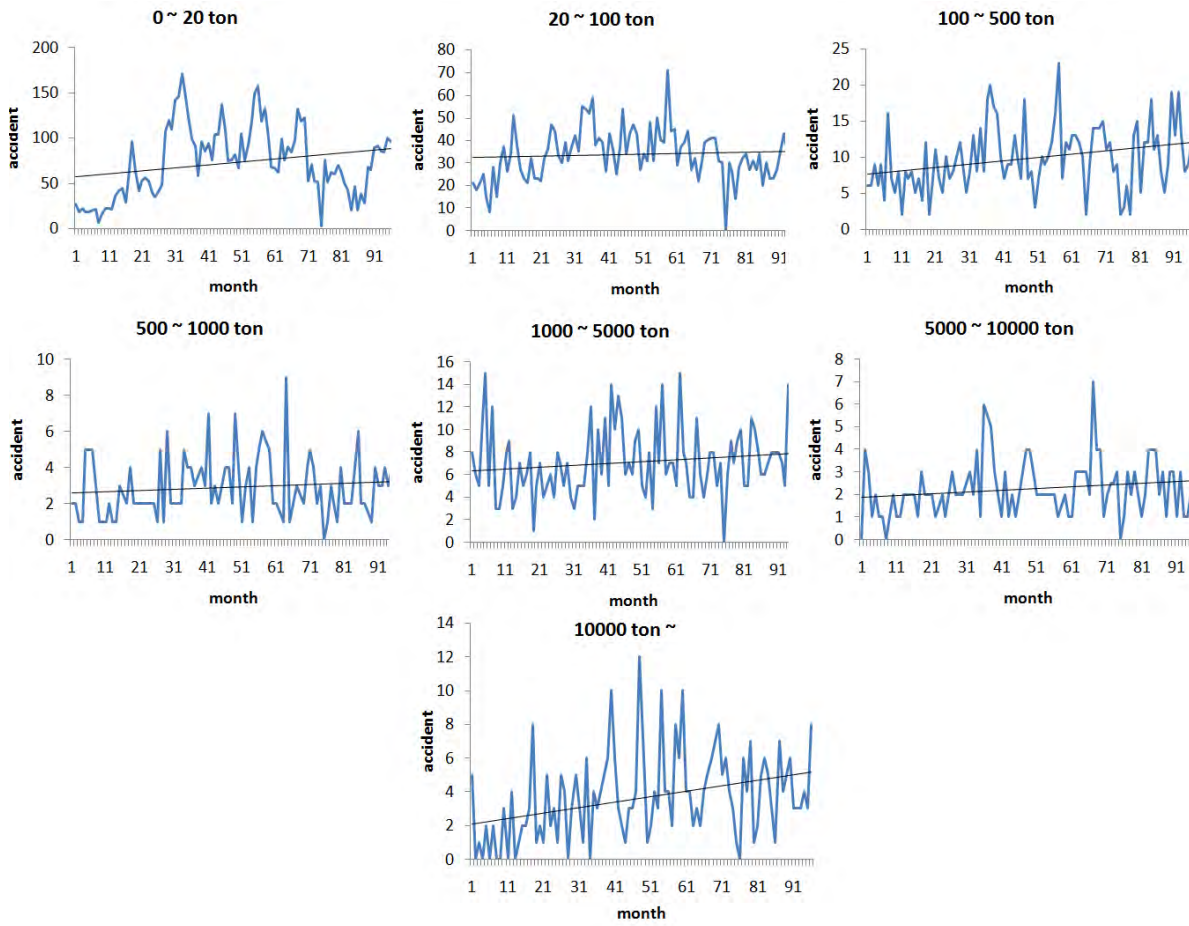 0 ~ 20 ton
200
150
100
50
0
accident
1 11 21 31 41 51 61 71 81 91
month
20 ~ 100 ton
80
70
60
50
40
30
20
10
0
accident
1 11 21 31 41 51 61 71 81 91
month
100 ~ 500 ton
25
20
15
10
5
0
accident
1 11 21 31 41 51 61 71 81 91
month
500 ~ 1000 ton
10
8
6
4
2
0
accident
1 11 21 31 41 51 61 71 81 91
month
1000 ~ 5000 ton
16
14
12
10
8
6
4
2
0
accident
1 11 21 31 41 51 61 71 81 91
month
5000 ~ 10000 ton
8
7
6
5
4
3
2
1
0
accident
1 11 21 31 41 51 61 71 81 91
month
10000 ton ~
14
12
10
8
6
4
2
0
accident
1 11 21 31 41 51 61 71 81 91
month